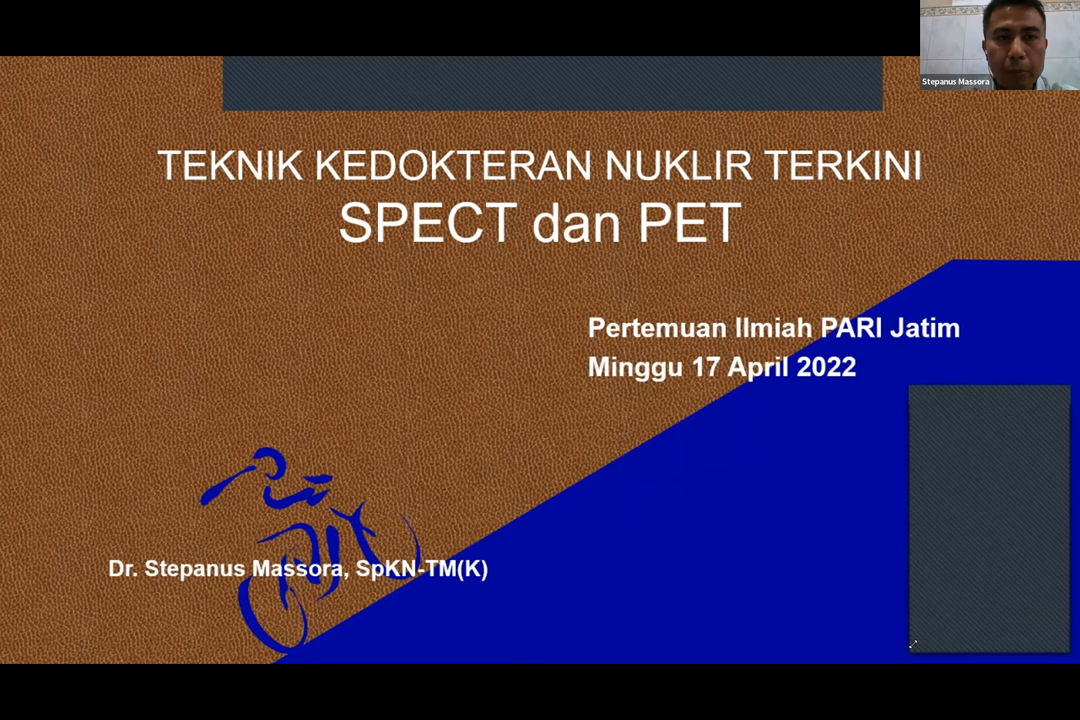 Stepanus Massora
TEKNIK KEDOKTERAN NUKLIR TERKINI
SPECT dan PET
Pertemuan Ilmiah PARI Jatim
Minggu 17 April 2022
Dr. Stepanus Massora, SpKN-TM(K)